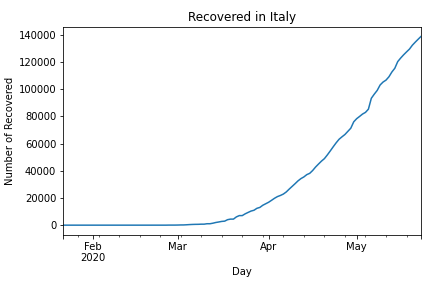 Recovered in Italy
Number of Recovered
140000
120000
100000
80000
60000
40000
20000
0
Feb
2020
Mar
Apr
May
Day